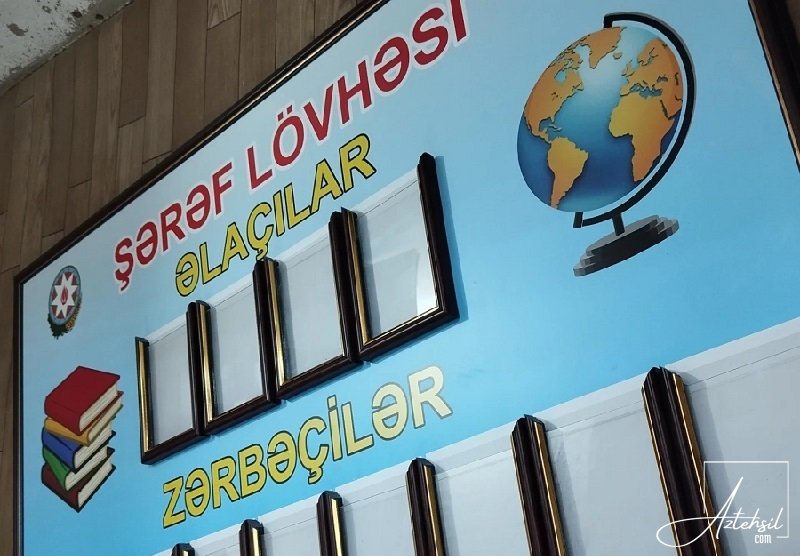 ŞƏRƏF LÖVHƏSİ
ƏLAÇILAR
ZƏRBƏÇİLƏR
Aztehsil
com